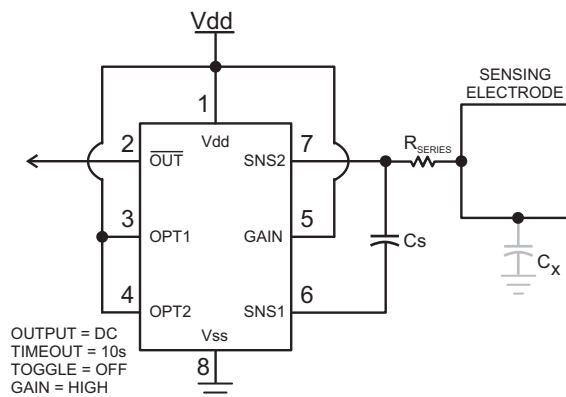 Vdd
SENSING
ELECTRODE
1
Vdd
2
OUT
SNS2
7
R SERIES
3
OPT1
GAIN
5
Cs
Cx
4
OPT2
SNS1
6
Vss
8
OUTPUT = DC
TIMEOUT = 10s
TOGGLE = OFF
GAIN = HIGH